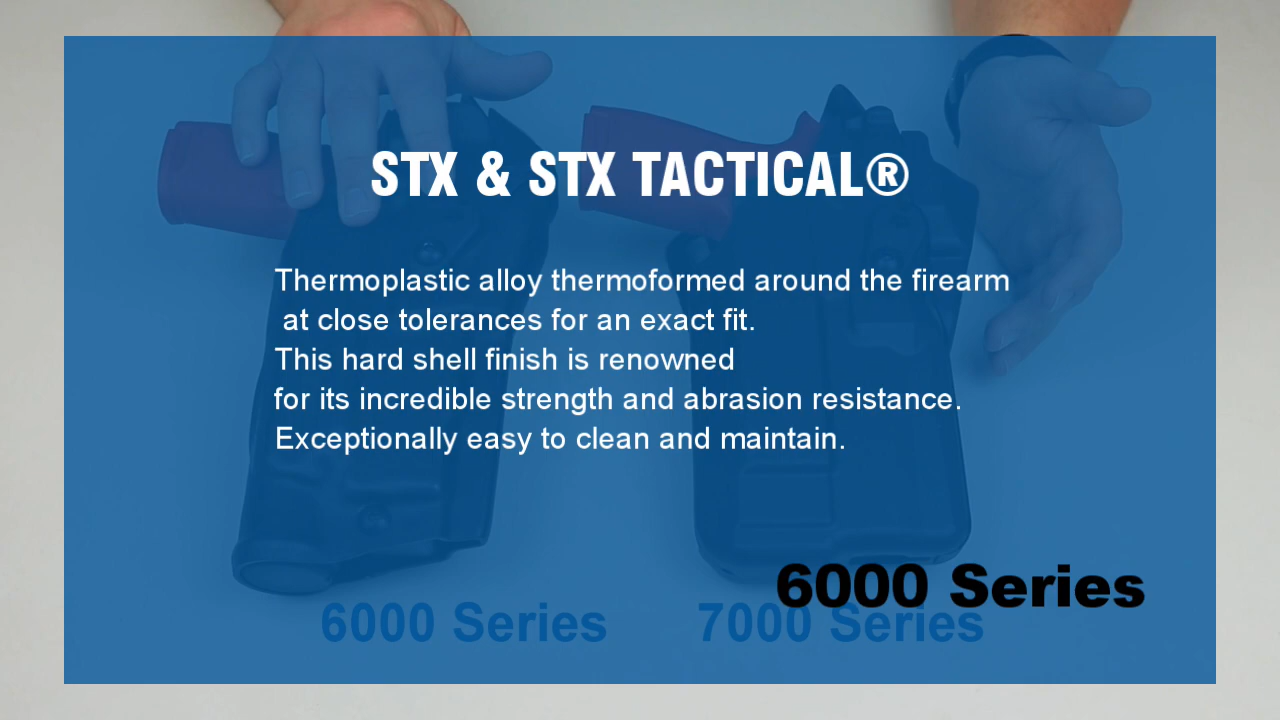 STX & STX TACTICAL®
Thermoplastic alloy thermoformed around the firearm
at close tolerances for an exact fit.
This hard shell finish is renowned
for its incredible strength and abrasion resistance.
Exceptionally easy to clean and maintain.
6000 Series
6000 Series
7000 Series